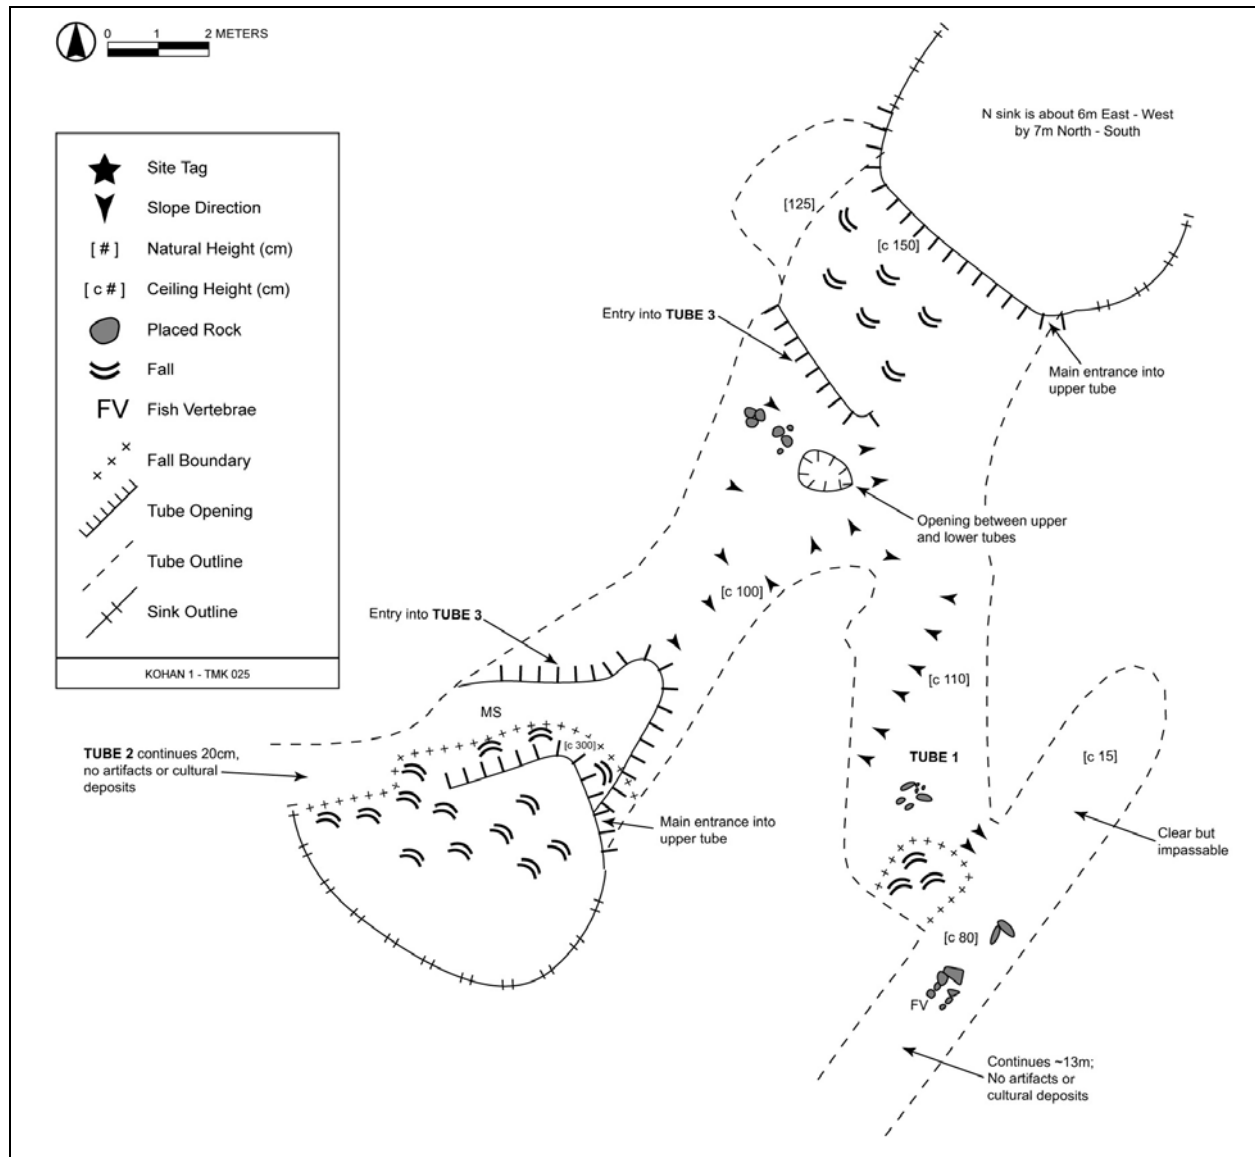 0 1 2 METERS
Site Tag
Slope Direction
[ # ] Natural Height (cm)
[ c # ] Ceiling Height (cm)
Placed Rock
Fall
FV Fish Vertebrae
Fall Boundary
Tube Opening
Tube Outline
Sink Outline
KOHAN 1 - TMK 025
N sink is about 6m East - West
by 7m North - South
[125]
[c 150]
Entry into TUBE 3
Main entrance into
upper tube
Opening between upper
and lower tubes
[c 100]
Entry into TUBE 3
[c 110]
MS
[c 300]
TUBE 2 continues 20cm,
no artifacts or cultural
deposits
TUBE 1
[c 15]
Main entrance into
upper tube
Clear but
impassable
[c 80]
FV
Continues ~13m;
No artifacts or
cultural deposits